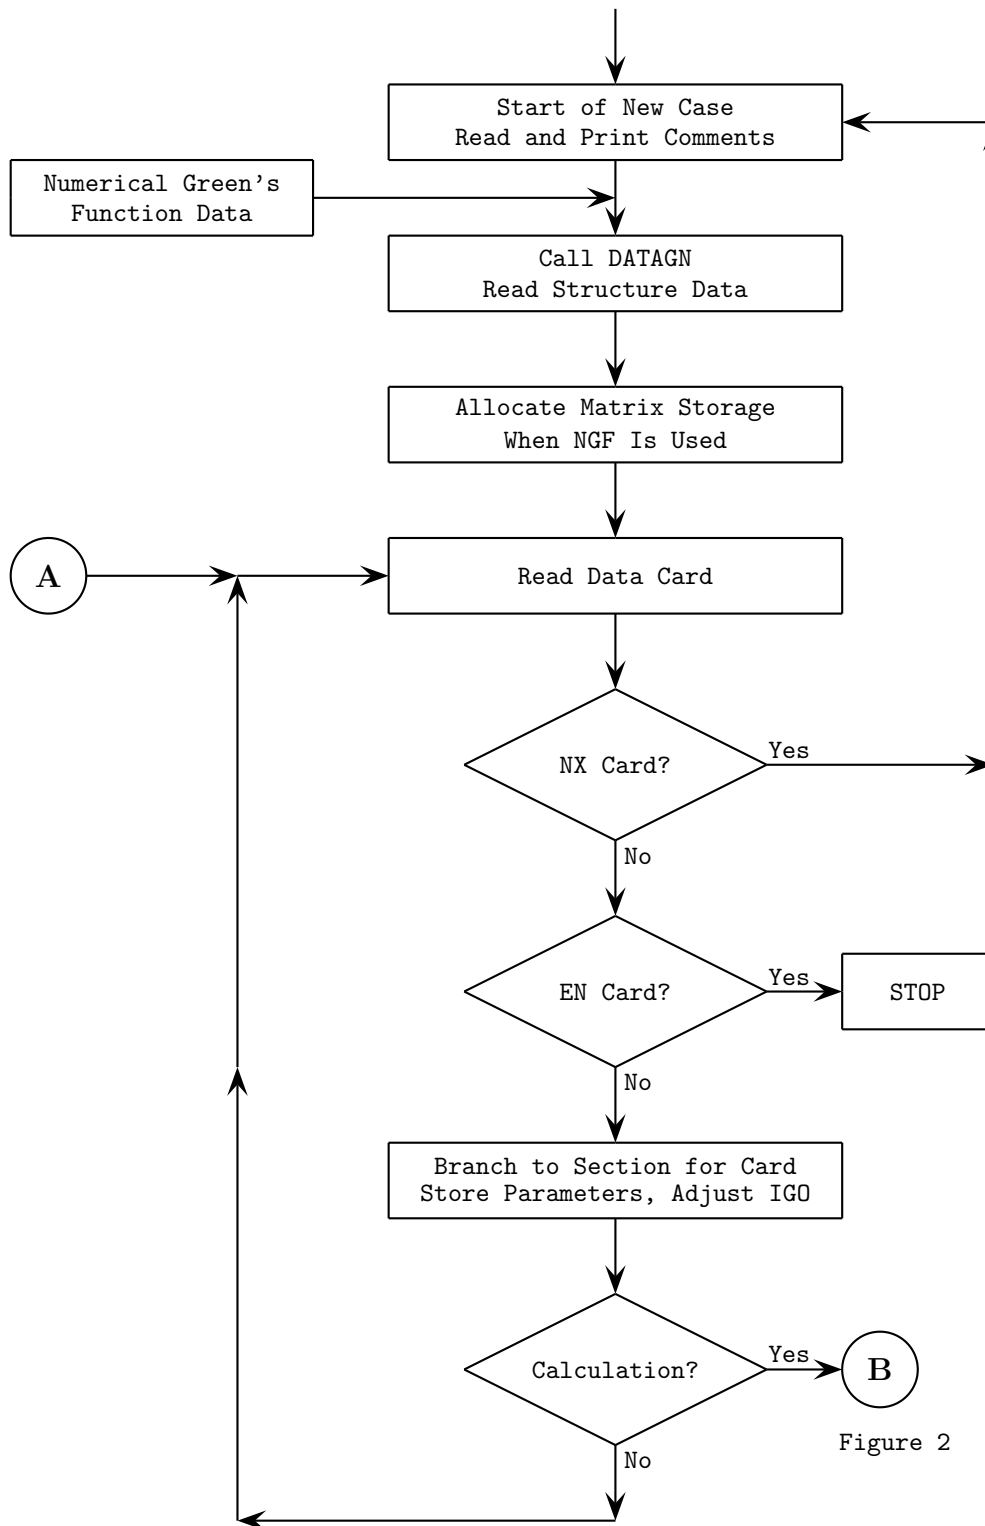 Start of New Case
Read and Print Comments
Numerical Green's
Function Data
Call DATAGN
Read Structure Data
Allocate Matrix Storage
When NGF Is Used
A
Read Data Card
NX Card?
Yes
No
EN Card?
Yes
STOP
No
Branch to Section for Card
Store Parameters, Adjust IGO
Calculation?
Yes
B
Figure 2
No